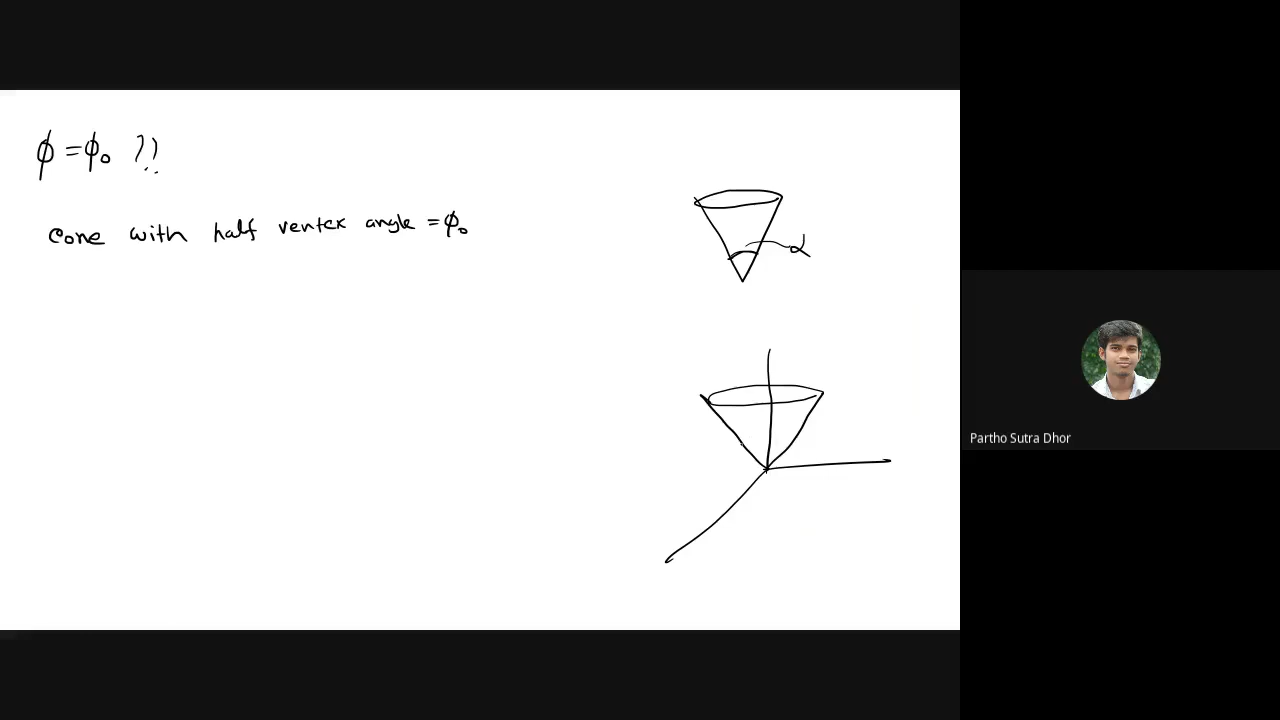 ϕ = ϕ₀ ??
cone with half vertex angle = ϕ₀
α
Partho Sutra Dhor